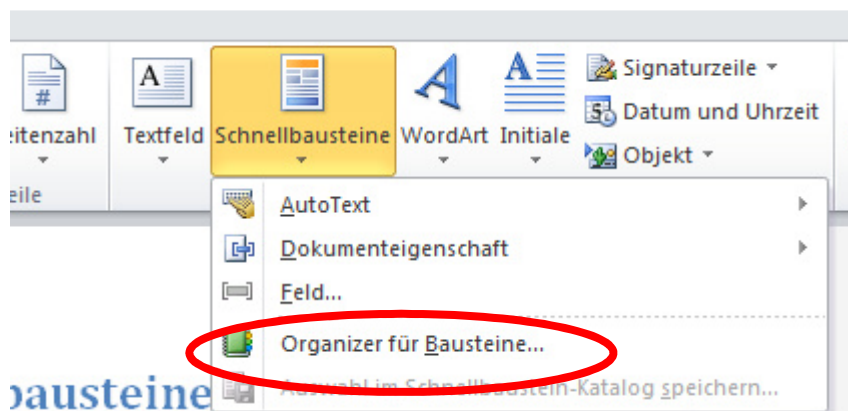 #
A
A
A
Signaturzeile
eitenzahl
Textfeld
Schnellbausteine
WordArt
Initiale
Datum und Uhrzeit
Objekt
eile
AutoText
Dokumenteigenschaft
Feld...
Organizer für Bausteine...
bausteine
Auswahl im Schnellbaustein-Katalog speichern...